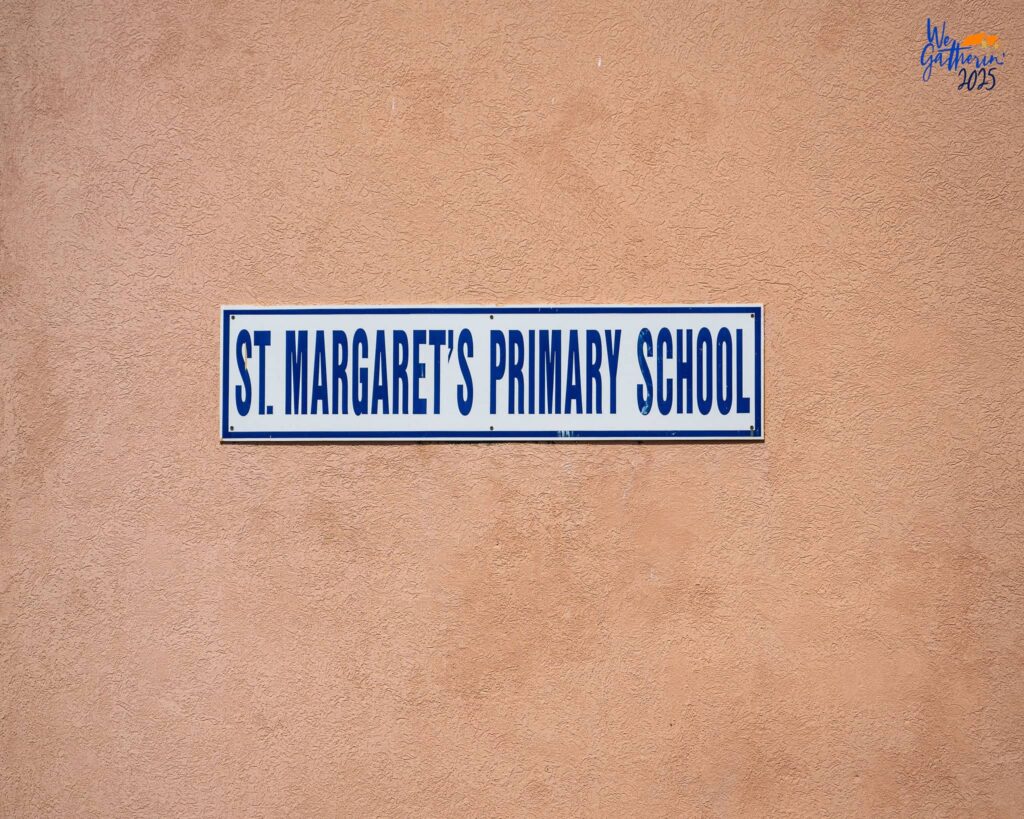 We
Gatherin'
2025
ST. MARGARET'S PRIMARY SCHOOL